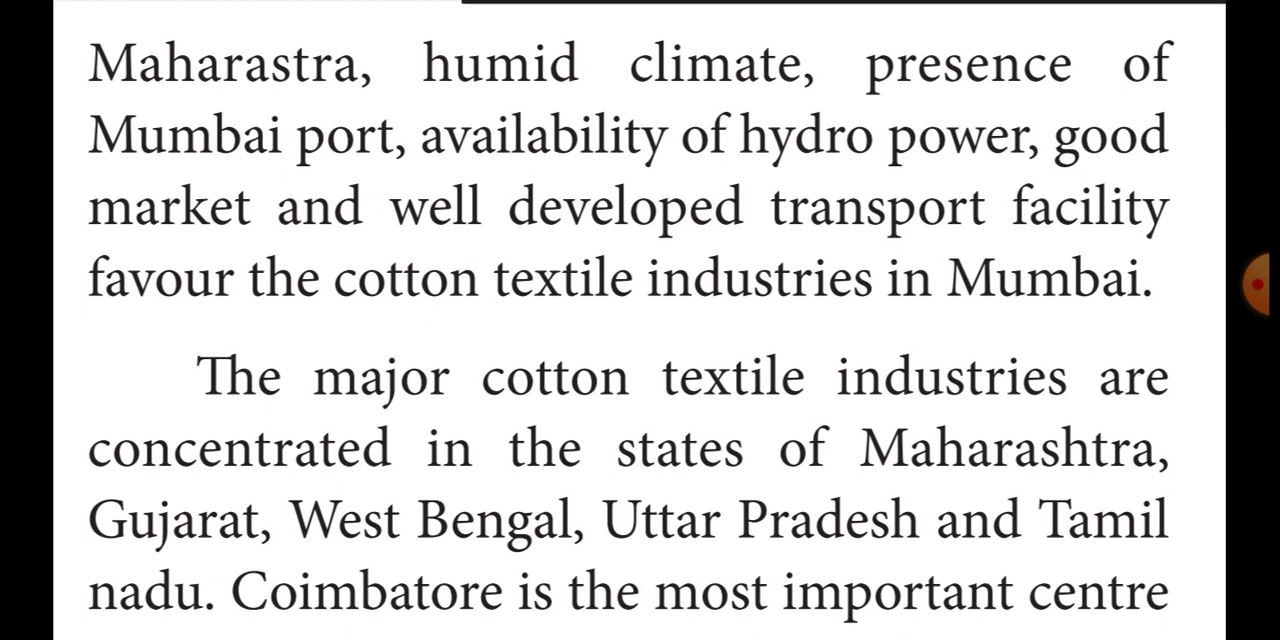 Maharastra, humid climate, presence of
Mumbai port, availability of hydro power, good
market and well developed transport facility
favour the cotton textile industries in Mumbai.
The major cotton textile industries are
concentrated in the states of Maharashtra,
Gujarat, West Bengal, Uttar Pradesh and Tamil
nadu. Coimbatore is the most important centre